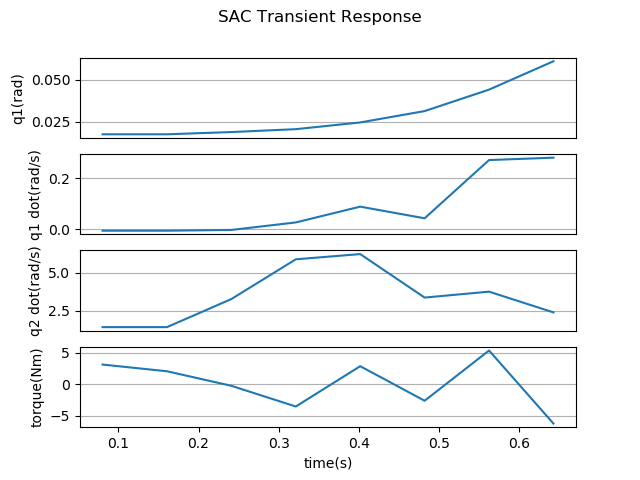 SAC Transient Response
q1(rad)
0.050
0.025
q1 dot(rad/s)
0.2
0.0
q2 dot(rad/s)
5.0
2.5
torque(Nm)
5
0
−5
0.1 0.2 0.3 0.4 0.5 0.6
time(s)